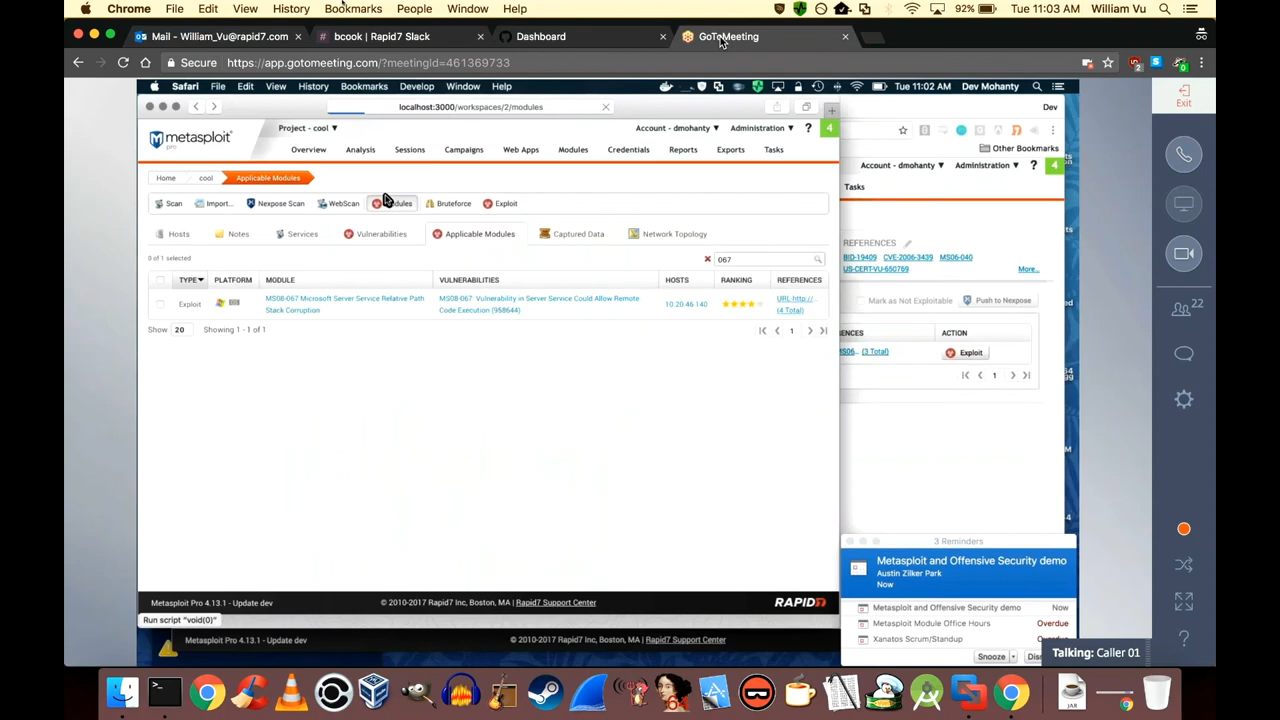 Chrome File Edit View History Bookmarks People Window Help 92% Tue 11:03 AM William Vu
Mail - William_Vu@rapid7.com × bcook | Rapid7 Slack × Dashboard × GoToMeeting ×
Secure https://app.gotomeeting.com/?meetingId=461369733
Safari File Edit View History Bookmarks Develop Window Help Tue 11:02 AM Dev Mohanty
Exit
localhost:3000/workspaces/2/modules
Dev
metasploit pro
Project - cool ▼ Account - dmohanty ▼ Administration ▼ ? 4
Overview Analysis Sessions Campaigns Web Apps Modules Credentials Reports Exports Tasks
Other Bookmarks
Account - dmohanty ▼ Administration ▼ ? 4
Tasks
Home cool Applicable Modules
Scan Import... Nexpose Scan WebScan Bruteforce Exploit
Hosts Notes Services Vulnerabilities Applicable Modules Captured Data Network Topology
0 of 1 selected 067
TYPE▼ PLATFORM MODULE VULNERABILITIES HOSTS RANKING REFERENCES
Exploit MS08-067 Microsoft Server Service Relative Path Stack Corruption MS08-067: Vulnerability in Server Service Could Allow Remote Code Execution (958644) 10.20.46.140 URL-http://... (4 Total)
Show 20 Showing 1 - 1 of 1 1
REFERENCES
BID-19409 CVE-2006-3439 MS06-040
US-CERT-VU-650769 More...
Mark as Not Exploitable Push to Nexpose
ENCES ACTION
MS06-.. (3 Total) Exploit
1
22
3 Reminders
Metasploit and Offensive Security demo
Austin Zilker Park
Now
Metasploit and Offensive Security demo Now
Metasploit Module Office Hours Overdue
Xanatos Scrum/Standup
Snooze
Talking: Caller 01
Metasploit Pro 4.13.1 - Update dev © 2010-2017 Rapid7 Inc, Boston, MA | Rapid7 Support Center RAPID7
Run script "void(0)"
Metasploit Pro 4.13.1 - Update dev © 2010-2017 Rapid7 Inc, Boston, MA | Rapid7 Support Center
JAR